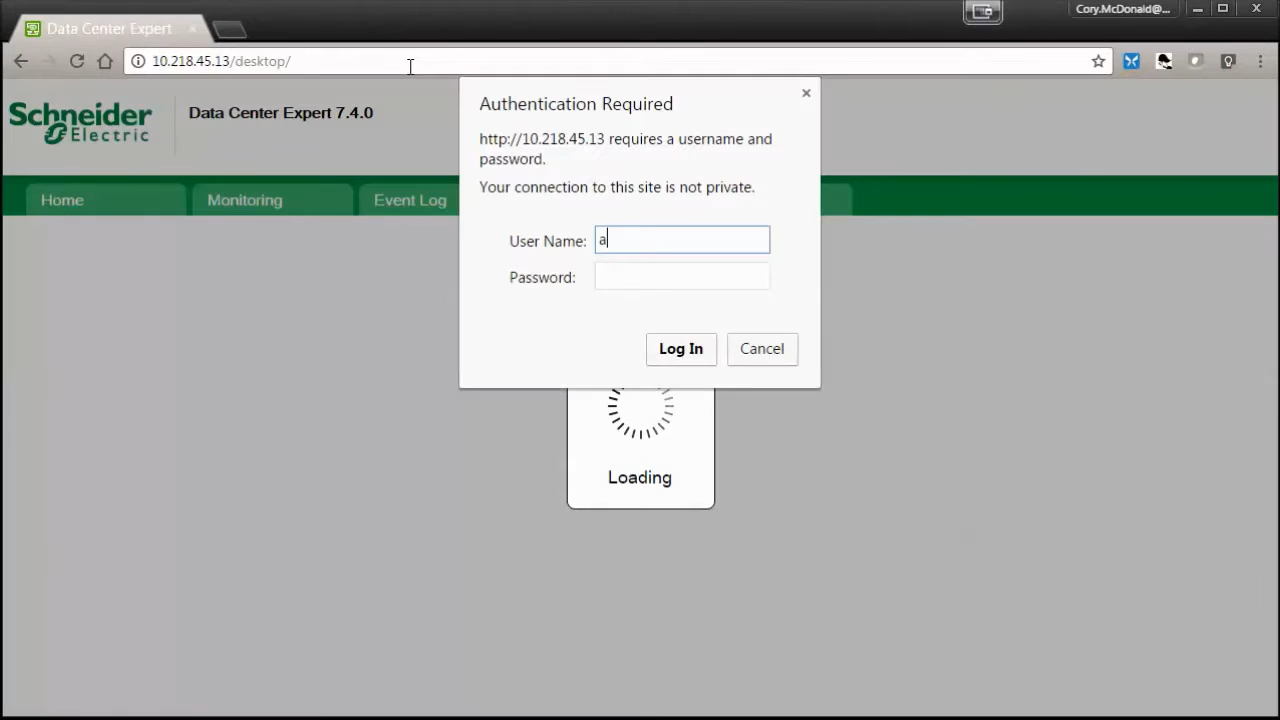 Cory.McDonald@...
Data Center Expert
10.218.45.13/desktop/
Schneider
Electric
Data Center Expert 7.4.0
Home
Monitoring
Event Log
Authentication Required
http://10.218.45.13 requires a username and
password.
Your connection to this site is not private.
User Name: a
Password:
Log In
Cancel
Loading